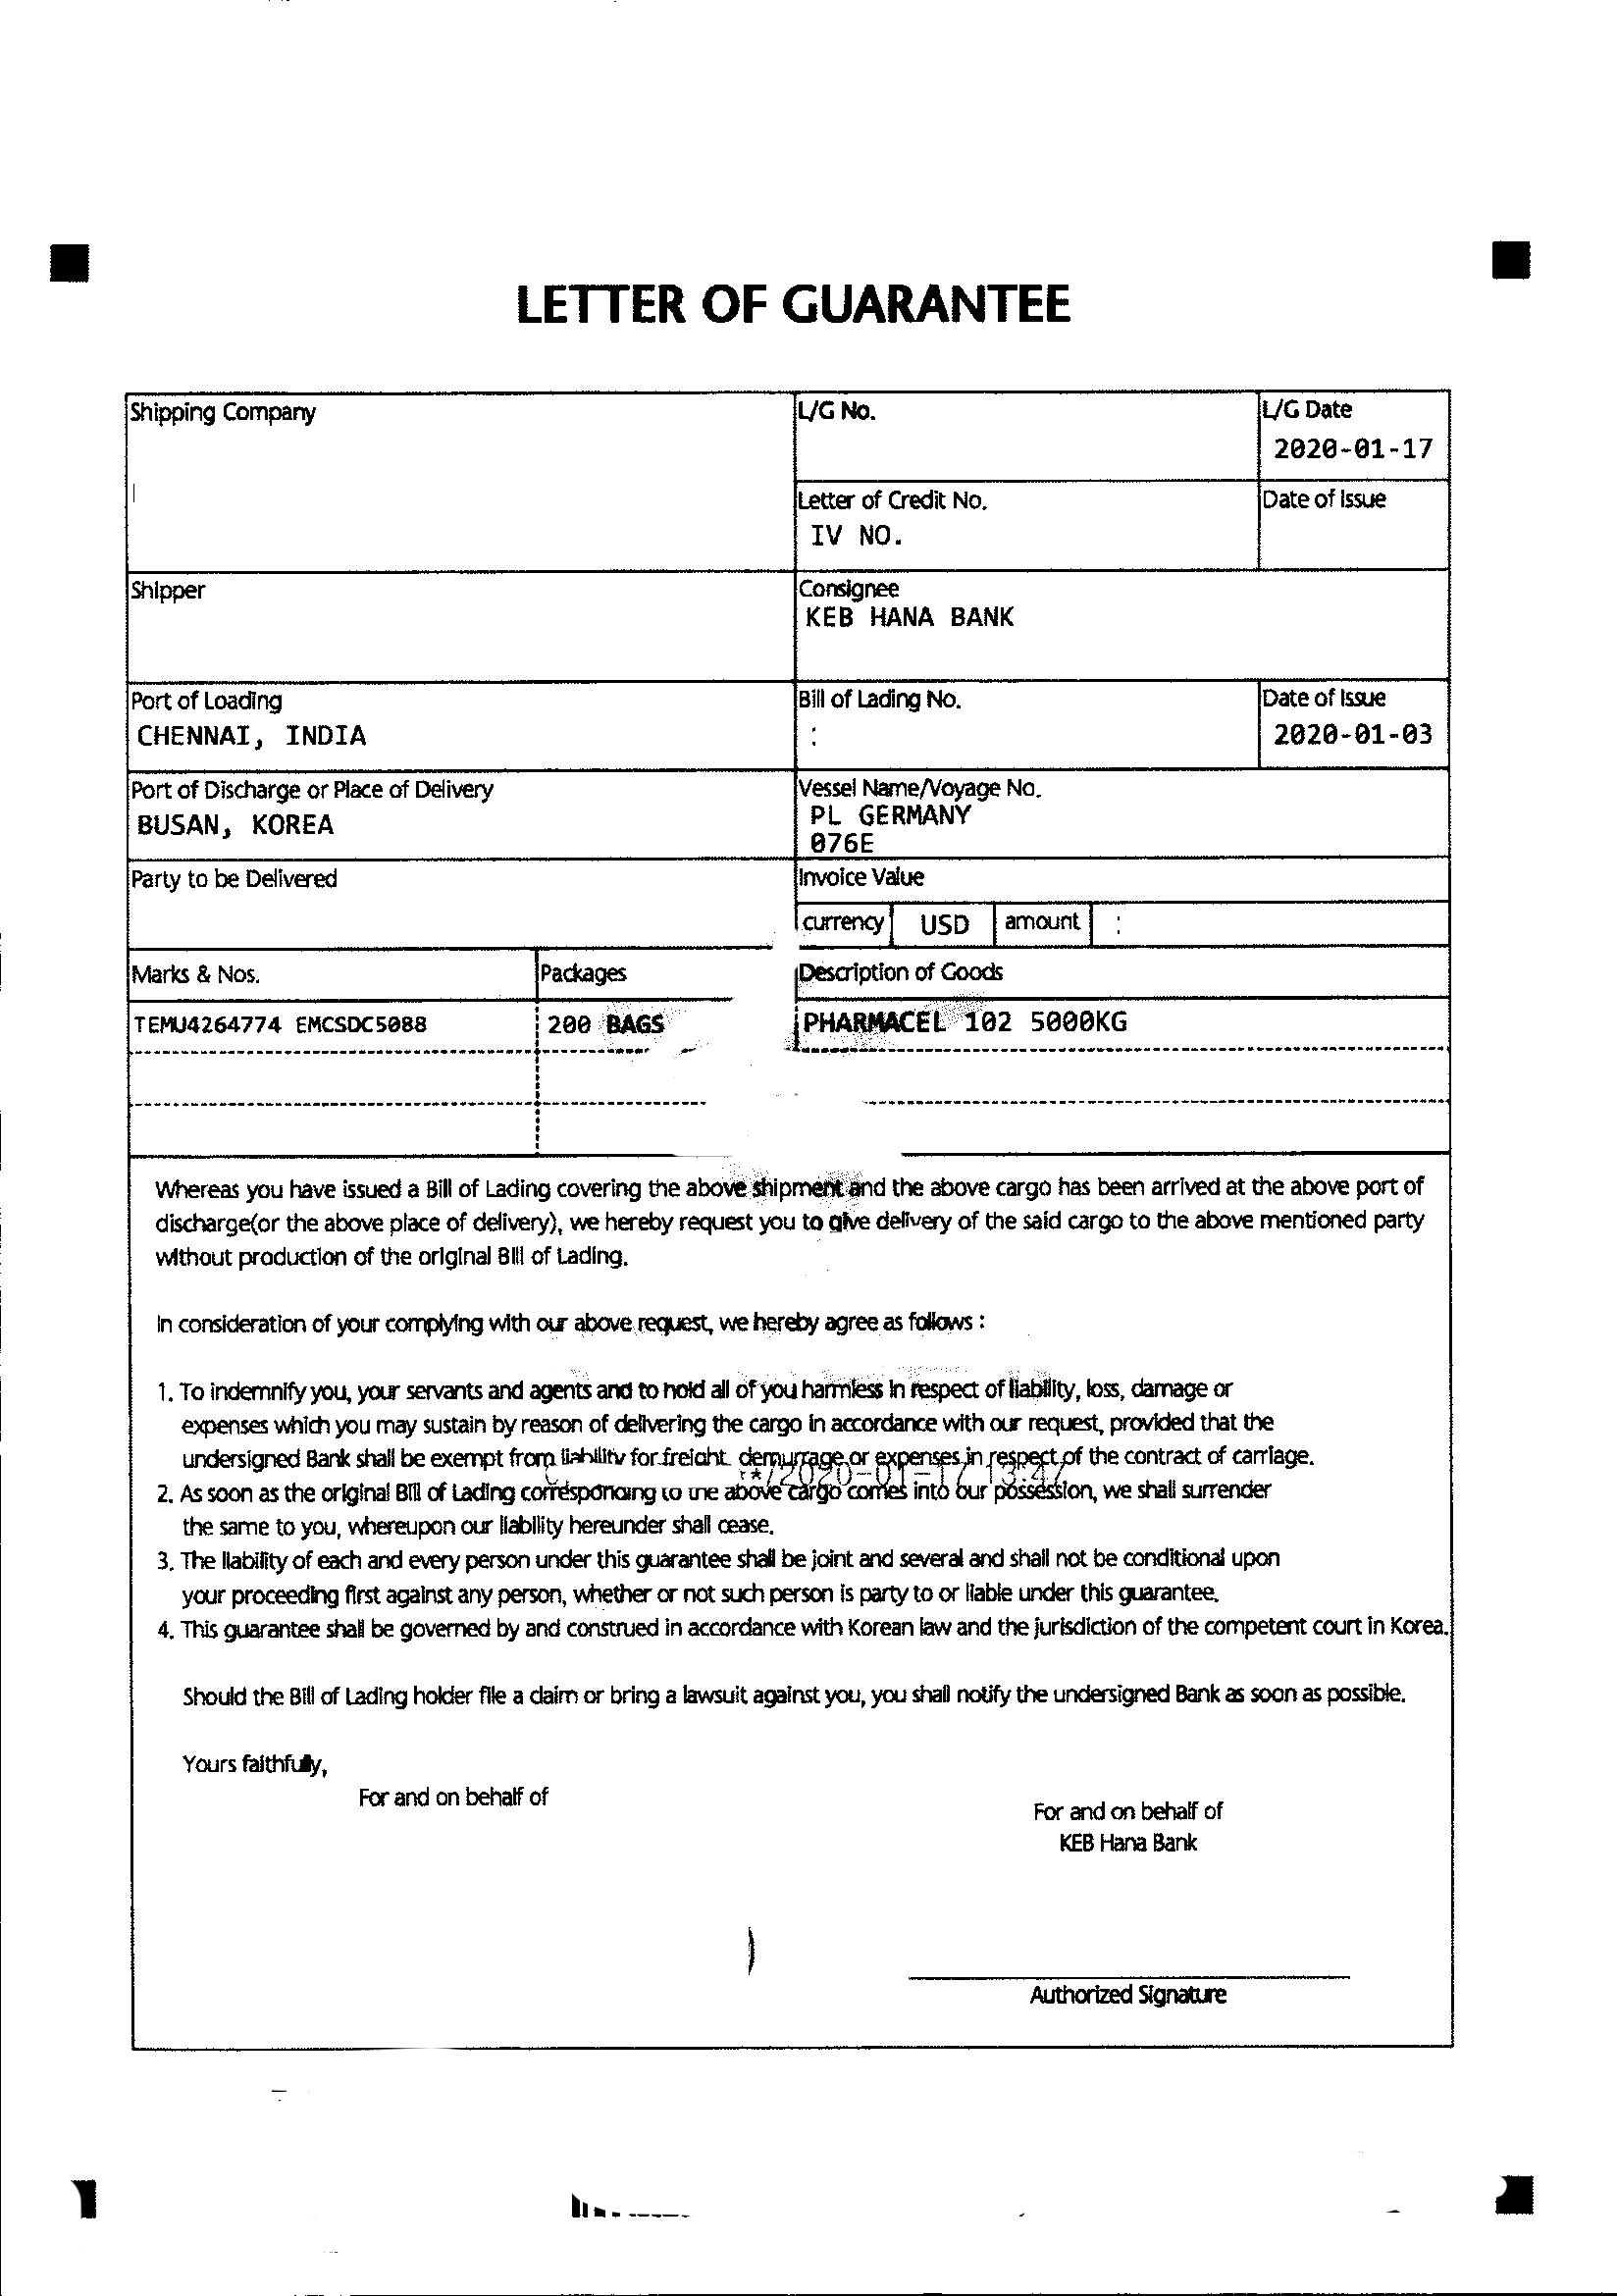 LETTER OF GUARANTEE
Shipping Company
L/G No.
L/G Date
2020-01-17
Letter of Credit No.
IV NO.
Date of Issue
Shipper
Consignee
KEB HANA BANK
Port of Loading
CHENNAI, INDIA
Bill of Lading No.
:
Date of Issue
2020-01-03
Port of Discharge or Place of Delivery
BUSAN, KOREA
Vessel Name/Voyage No.
PL GERMANY
076E
Party to be Delivered
Invoice Value
currency USD amount :
Marks & Nos. Packages Description of Goods
TEMU4264774 EMCSDC5088 200 BAGS PHARMACEL 102 5000KG
Whereas you have issued a Bill of Lading covering the above shipment and the above cargo has been arrived at the above port of
discharge(or the above place of delivery), we hereby request you to give delivery of the said cargo to the above mentioned party
without production of the original Bill of Lading.
In consideration of your complying with our above request, we hereby agree as follows :
1. To indemnify you, your servants and agents and to hold all of you harmless in respect of liability, loss, damage or
expenses which you may sustain by reason of delivering the cargo in accordance with our request, provided that the
undersigned Bank shall be exempt from liability for freight demurrage or expenses in respect of the contract of carriage.
2020-01-17 13:47
2. As soon as the original Bill of Lading corresponding to the above cargo comes into our possession, we shall surrender
the same to you, whereupon our liability hereunder shall cease.
3. The liability of each and every person under this guarantee shall be joint and several and shall not be conditional upon
your proceeding first against any person, whether or not such person is party to or liable under this guarantee.
4. This guarantee shall be governed by and construed in accordance with Korean law and the jurisdiction of the competent court in Korea.
Should the Bill of Lading holder file a claim or bring a lawsuit against you, you shall notify the undersigned Bank as soon as possible.
Yours faithfully,
For and on behalf of
For and on behalf of
KEB Hana Bank
)
Authorized Signature